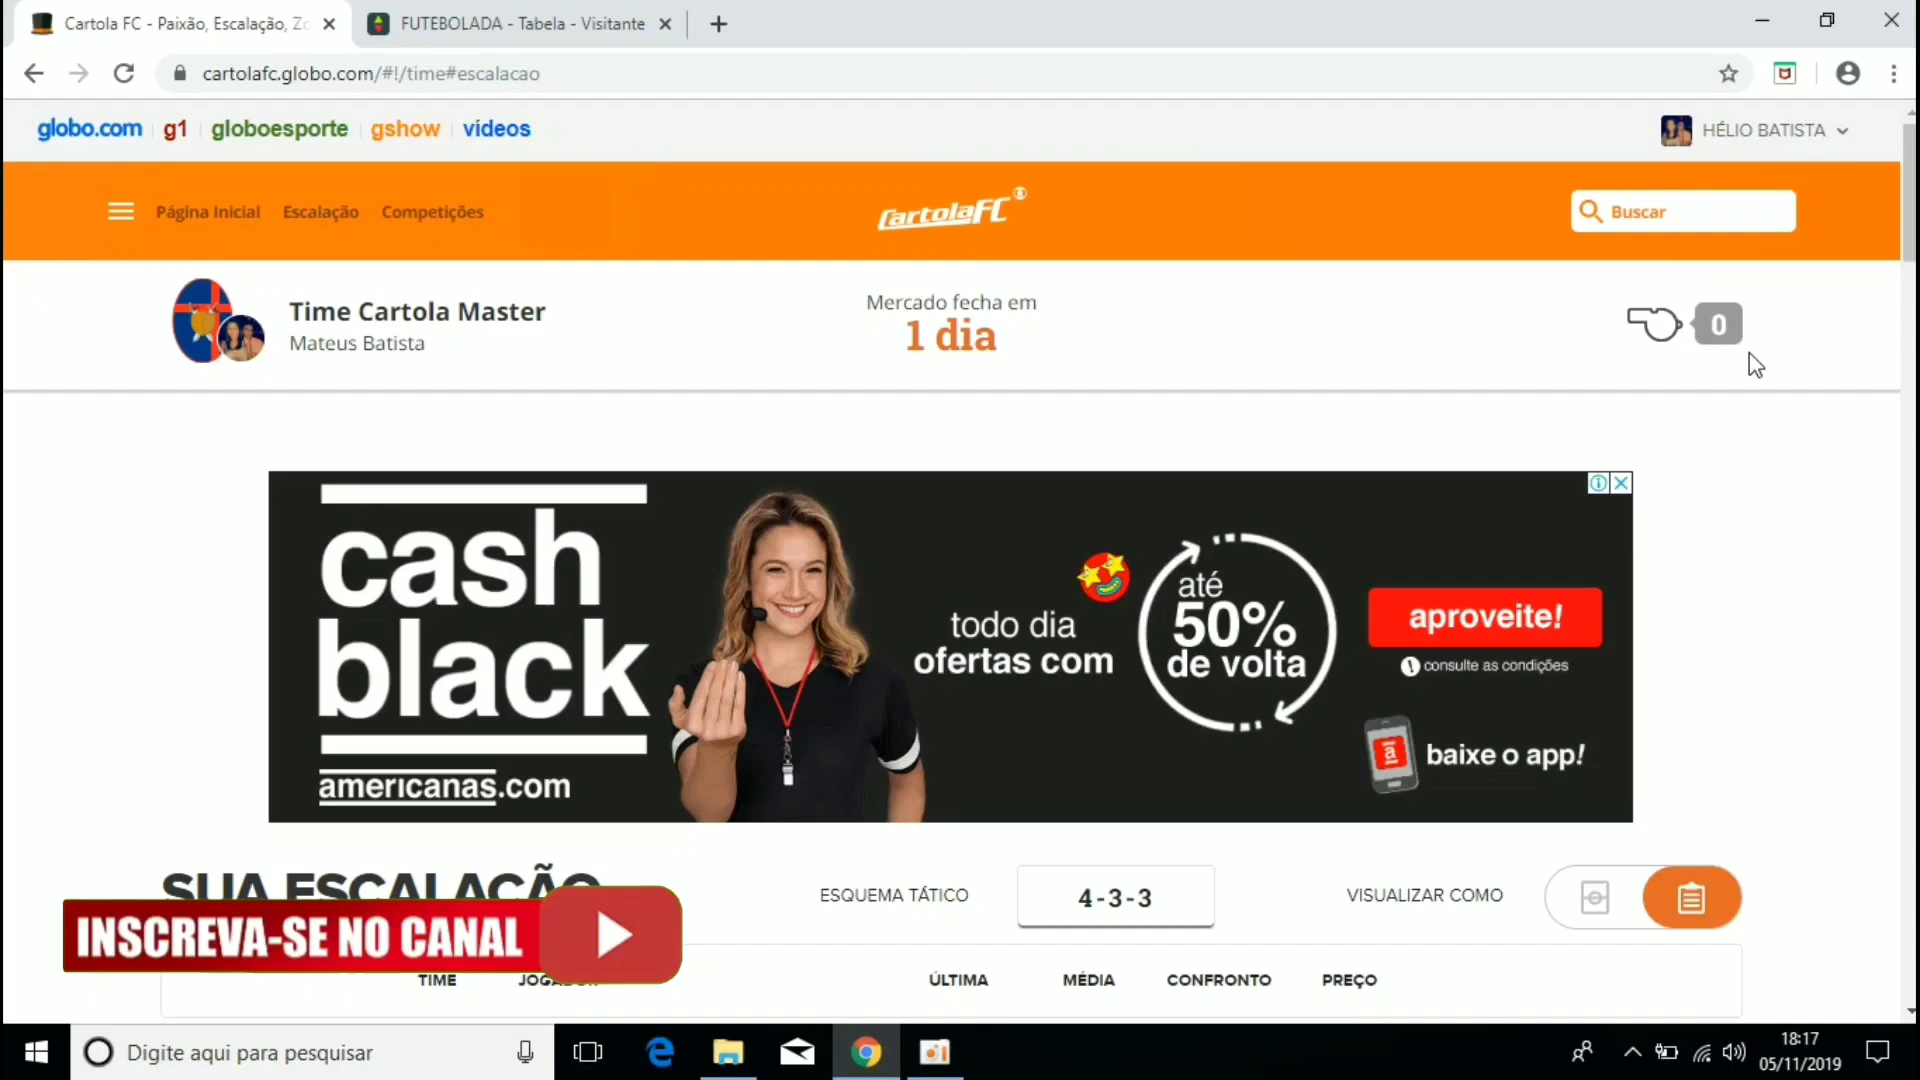 Cartola FC - Paixão, Escalação, Zo
FUTEBOLADA - Tabela - Visitante
cartolafc.globo.com/#!/time#escalacao
globo.com g1 globoesporte gshow vídeos
HÉLIO BATISTA
Página Inicial Escalação Competições
CartolaFC
Buscar
Time Cartola Master
Mateus Batista
Mercado fecha em
1 dia
0
cash
black
americanas.com
todo dia
ofertas com
até
50%
de volta
aproveite!
consulte as condições
baixe o app!
SUA ESCALAÇÃO
ESQUEMA TÁTICO
4-3-3
VISUALIZAR COMO
INSCREVA-SE NO CANAL
TIME JOGADOR ÚLTIMA MÉDIA CONFRONTO PREÇO
Digite aqui para pesquisar
18:17
05/11/2019